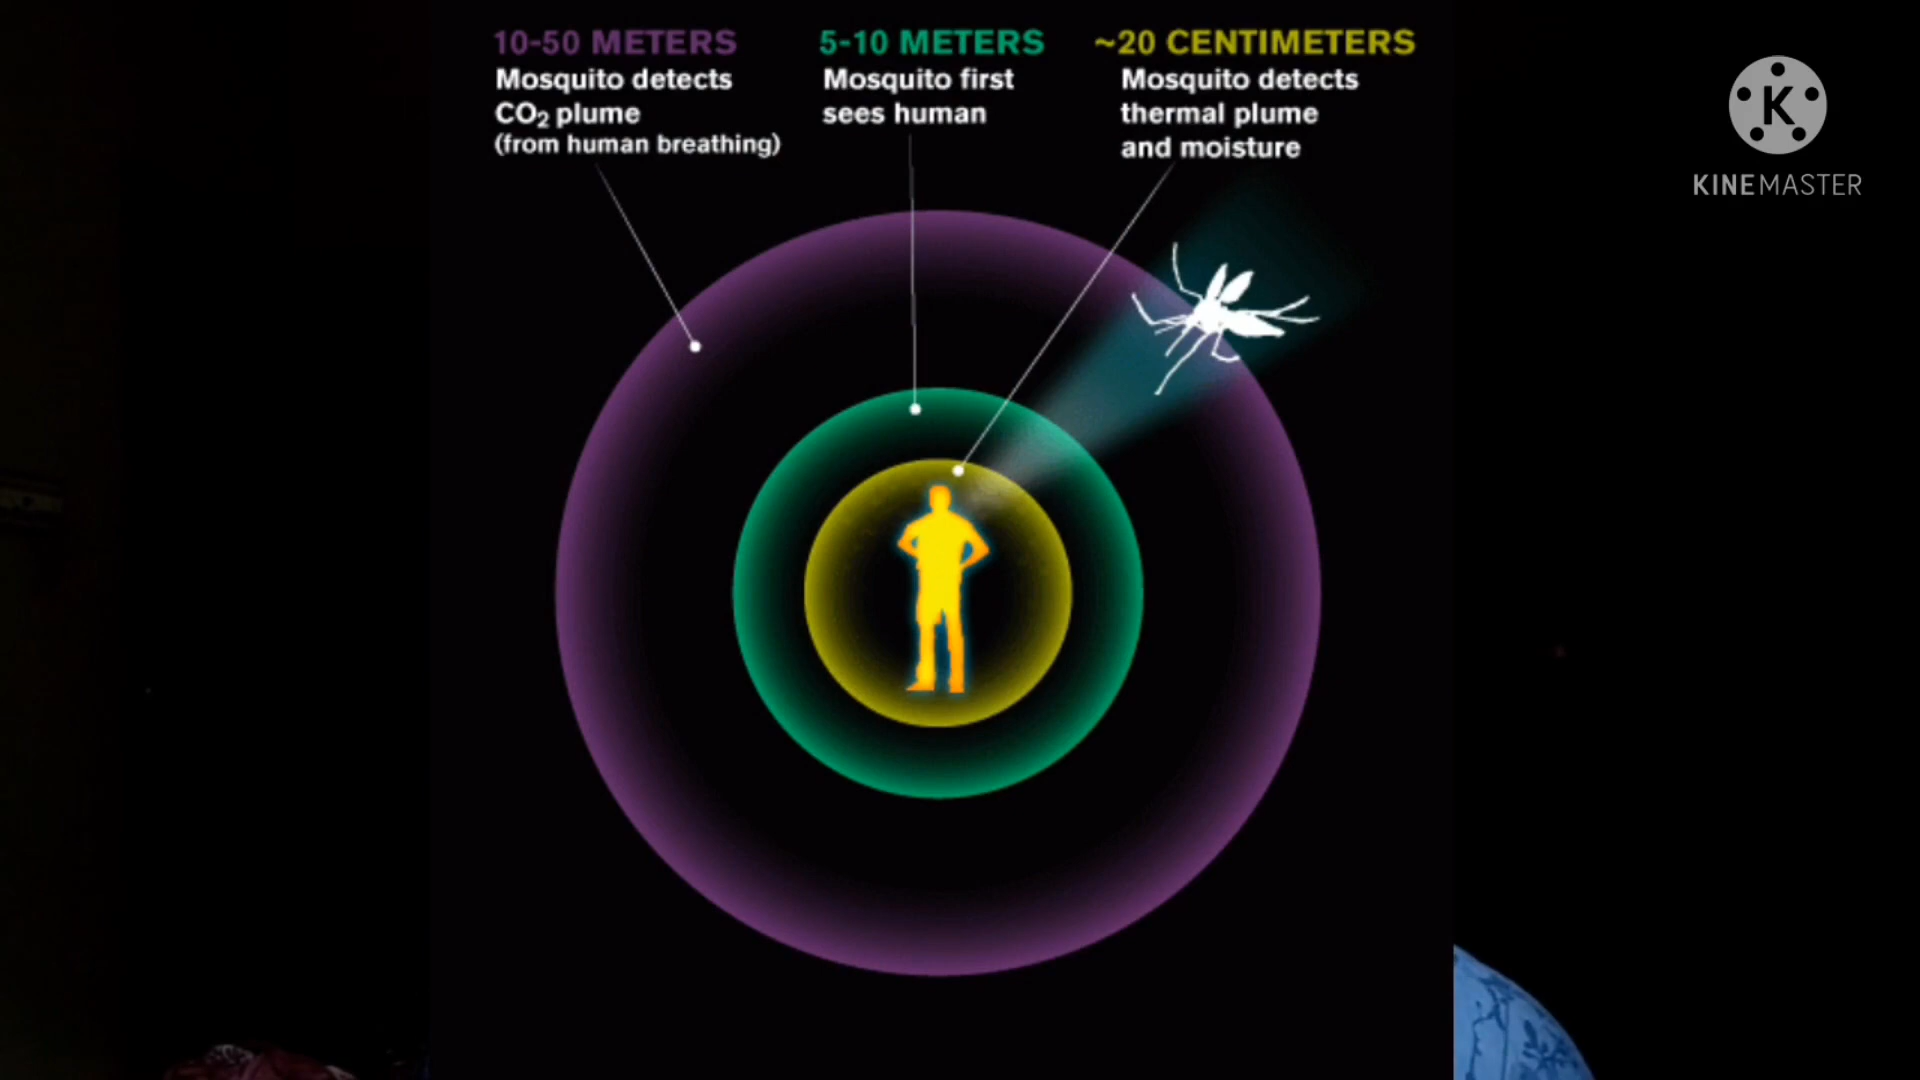 10-50 METERS
Mosquito detects
CO₂ plume
(from human breathing)
5-10 METERS
Mosquito first
sees human
~20 CENTIMETERS
Mosquito detects
thermal plume
and moisture
K
KINEMASTER